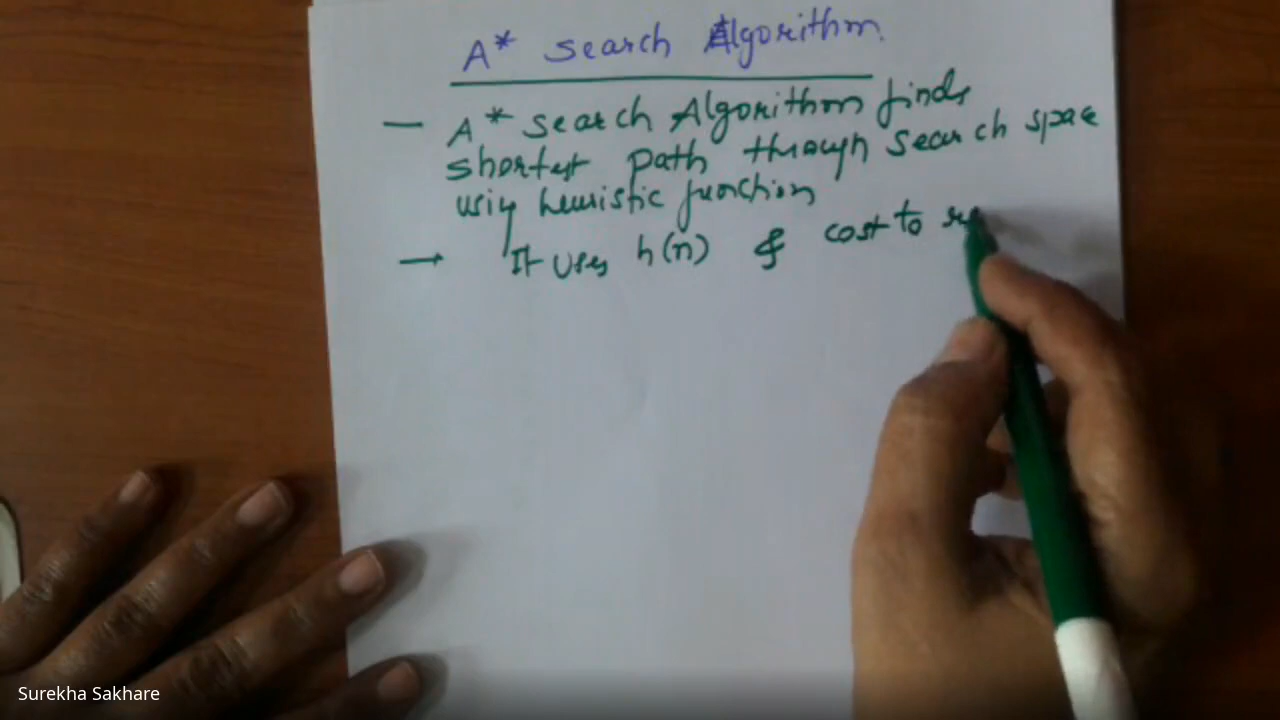 A* search Algorithm.
— A* search Algorithm finds
shortest path through search space
using heuristic function
→ It uses h(n) & cost to re
Surekha Sakhare